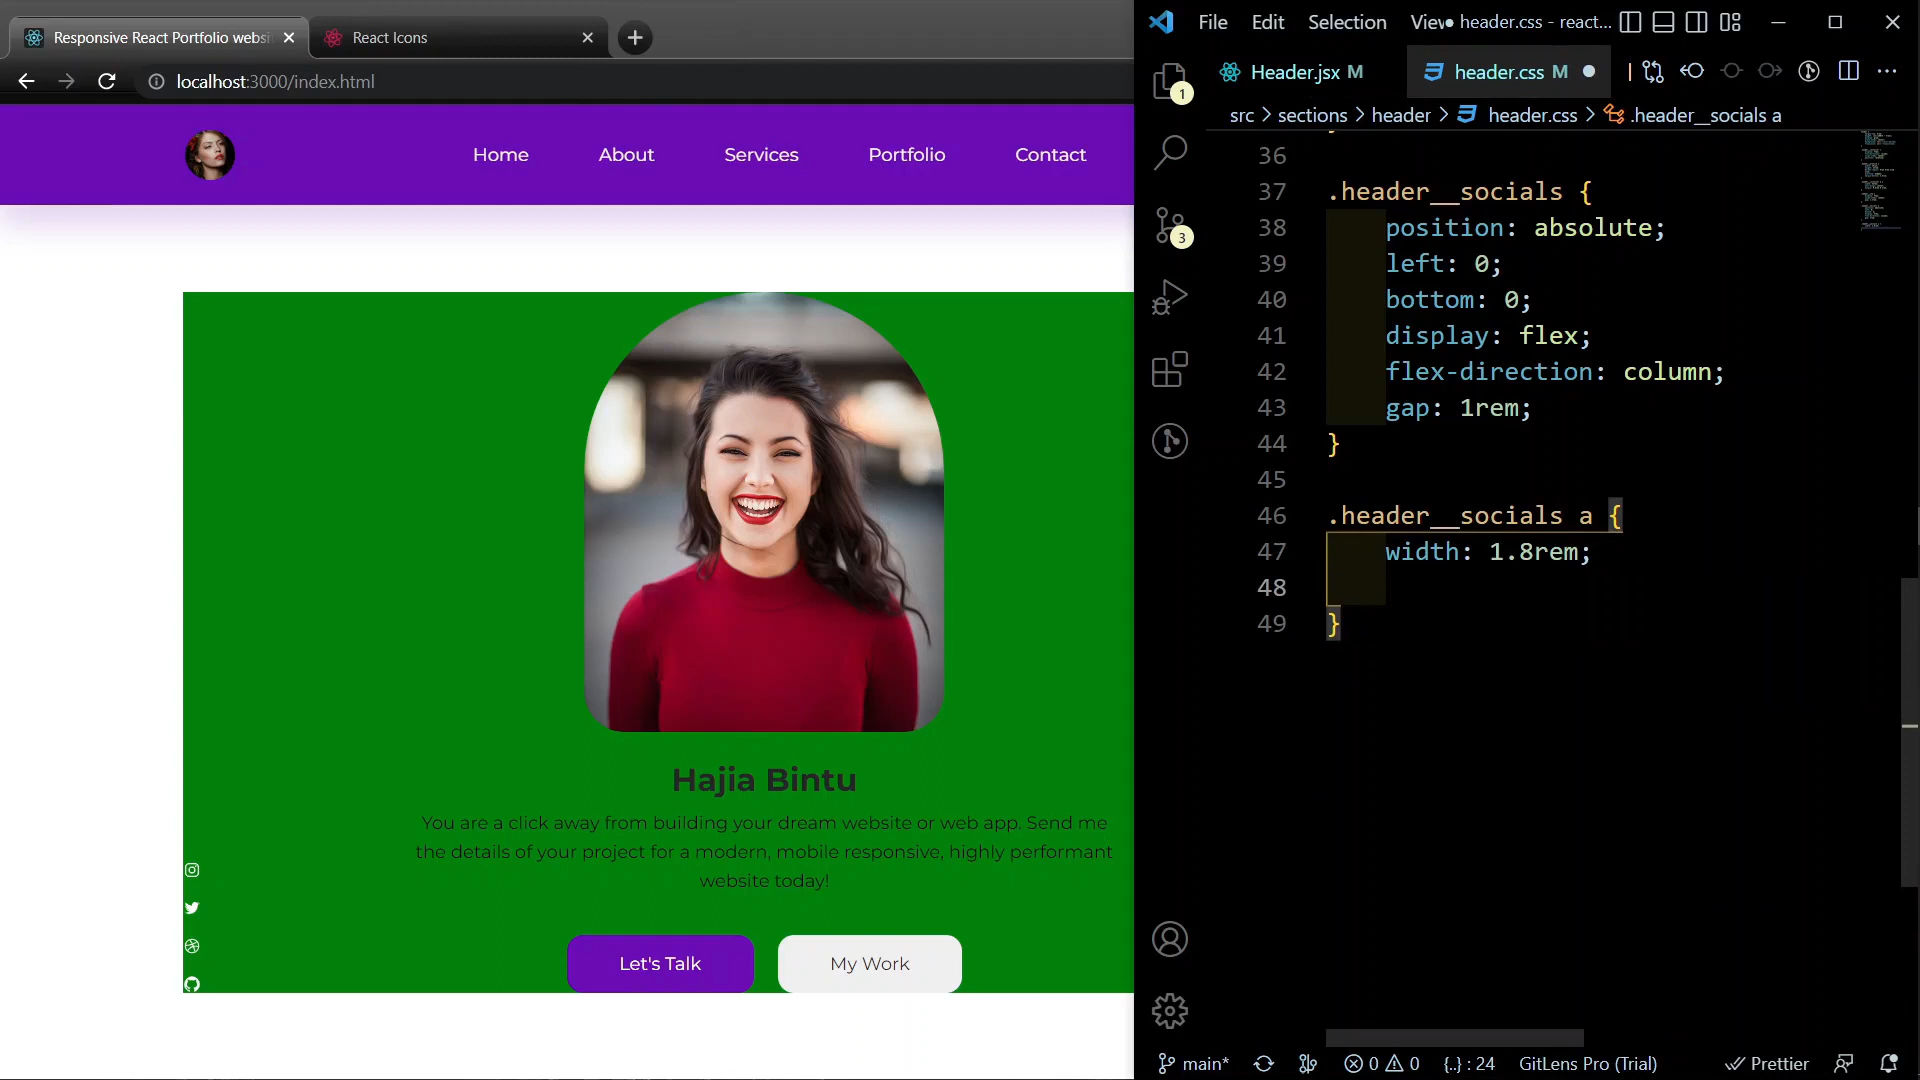 Responsive React Portfolio websi
React Icons
localhost:3000/index.html
Home
About
Services
Portfolio
Contact
Hajia Bintu
You are a click away from building your dream website or web app. Send me
the details of your project for a modern, mobile responsive, highly performant
website today!
Let's Talk
My Work
File Edit Selection View
header.css - react...
Header.jsx M
header.css M
src > sections > header > header.css > .header__socials a
1
3
36
37 .header__socials {
38 position: absolute;
39 left: 0;
40 bottom: 0;
41 display: flex;
42 flex-direction: column;
43 gap: 1rem;
44 }
45
46 .header__socials a {
47 width: 1.8rem;
48
49 }
main* 0 0 {..} : 24 GitLens Pro (Trial) Prettier